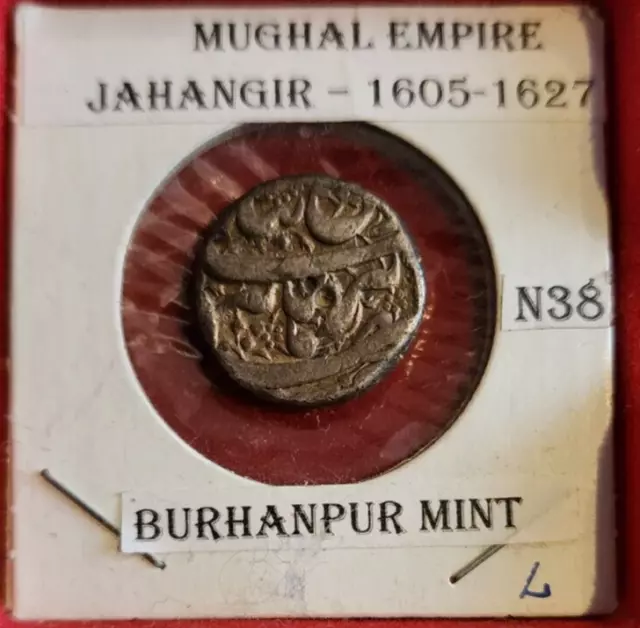 MUGHAL EMPIRE
JAHANGIR – 1605-1627
N38
BURHANPUR MINT
L